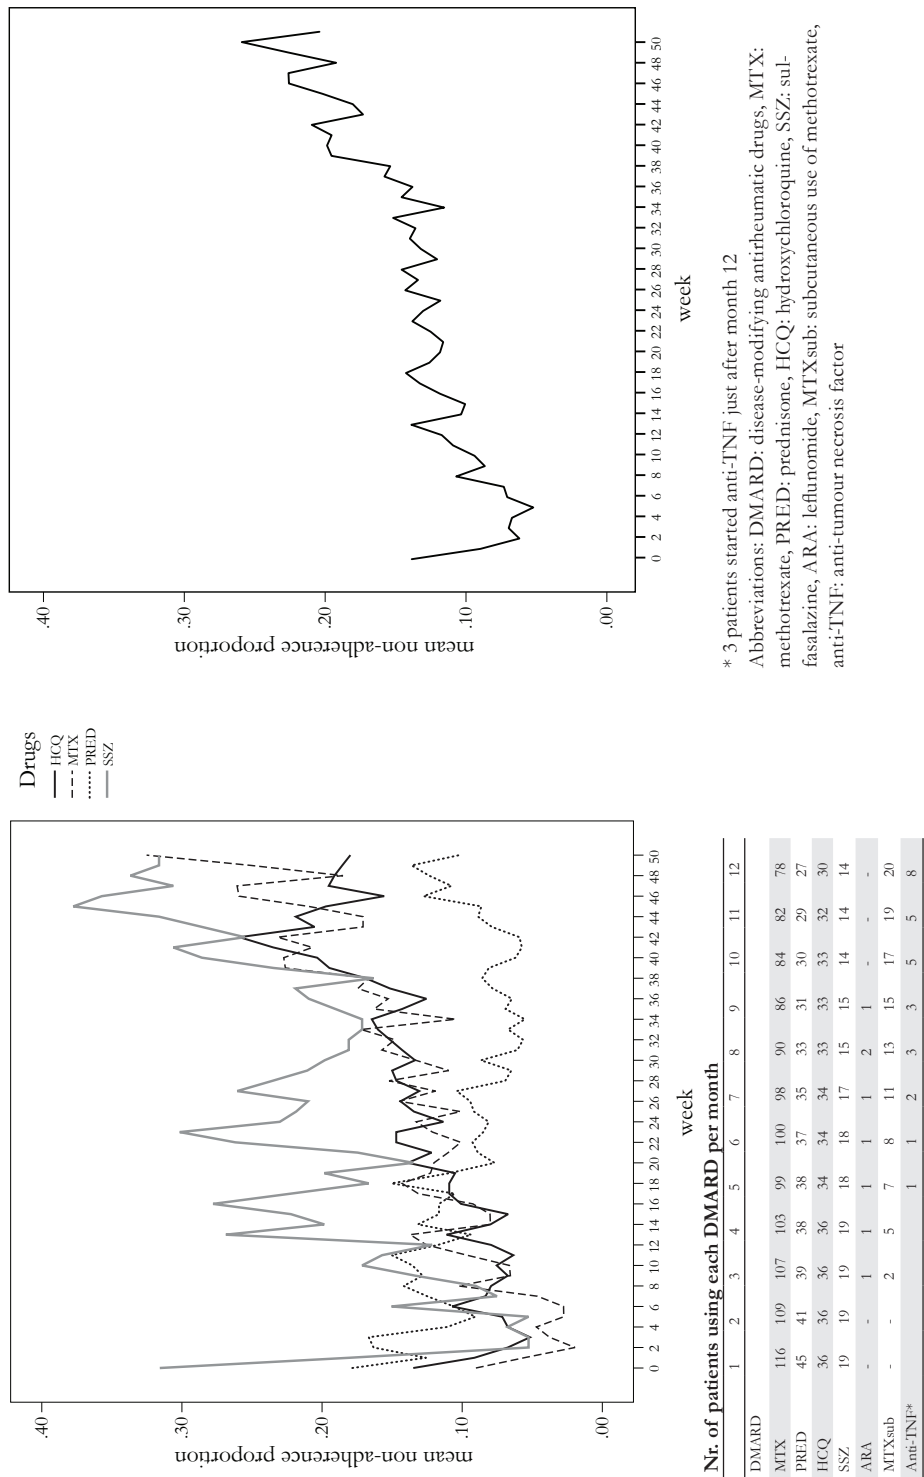 Drugs
HCQ
MTX
PRED
SSZ
mean non-adherence proportion
.40
.30
.20
.10
.00
0 2 4 6 8 10 12 14 16 18 20 22 24 26 28 30 32 34 36 38 40 42 44 46 48 50
week
Nr. of patients using each DMARD per month
1 2 3 4 5 6 7 8 9 10 11 12
DMARD
MTX 116 109 107 103 99 100 98 90 86 84 82 78
PRED 45 41 39 38 38 37 35 33 31 30 29 27
HCQ 36 36 36 36 34 34 34 33 33 33 32 30
SSZ 19 19 19 19 18 18 17 15 15 14 14 14
ARA - - 1 1 1 1 1 2 1 - - -
MTXsub - - 2 5 7 8 11 13 15 17 19 20
Anti-TNF* 1 1 2 3 3 5 5 8
mean non-adherence proportion
.40
.30
.20
.10
.00
0 2 4 6 8 10 12 14 16 18 20 22 24 26 28 30 32 34 36 38 40 42 44 46 48 50
week
* 3 patients started anti-TNF just after month 12
Abbreviations: DMARD: disease-modifying antirheumatic drugs, MTX:
methotrexate, PRED: prednisone, HCQ: hydroxychloroquine, SSZ: sul-
fasalazine, ARA: leflunomide, MTXsub: subcutaneous use of methotrexate,
anti-TNF: anti-tumour necrosis factor